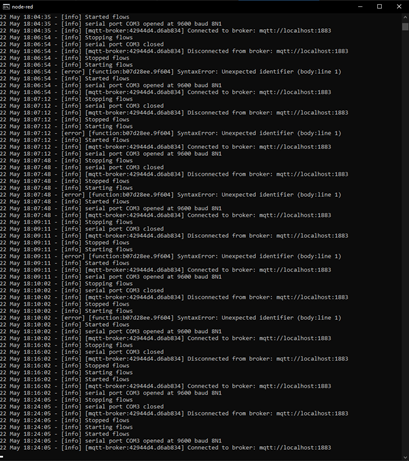 node-red
22 May 18:04:35 - [info] Started flows
22 May 18:04:35 - [info] serial port COM3 opened at 9600 baud 8N1
22 May 18:04:35 - [info] [mqtt-broker:42944d4.d6ab834] Connected to broker: mqtt://localhost:1883
22 May 18:06:54 - [info] Stopping flows
22 May 18:06:54 - [info] serial port COM3 closed
22 May 18:06:54 - [info] [mqtt-broker:42944d4.d6ab834] Disconnected from broker: mqtt://localhost:1883
22 May 18:06:54 - [info] Stopped flows
22 May 18:06:54 - [info] Starting flows
22 May 18:06:54 - [error] [function:b07d28ee.9f604] SyntaxError: Unexpected identifier (body:line 1)
22 May 18:06:54 - [info] Started flows
22 May 18:06:54 - [info] serial port COM3 opened at 9600 baud 8N1
22 May 18:06:54 - [info] [mqtt-broker:42944d4.d6ab834] Connected to broker: mqtt://localhost:1883
22 May 18:07:12 - [info] Stopping flows
22 May 18:07:12 - [info] serial port COM3 closed
22 May 18:07:12 - [info] [mqtt-broker:42944d4.d6ab834] Disconnected from broker: mqtt://localhost:1883
22 May 18:07:12 - [info] Stopped flows
22 May 18:07:12 - [info] Starting flows
22 May 18:07:12 - [error] [function:b07d28ee.9f604] SyntaxError: Unexpected identifier (body:line 1)
22 May 18:07:12 - [info] Started flows
22 May 18:07:12 - [info] serial port COM3 opened at 9600 baud 8N1
22 May 18:07:12 - [info] [mqtt-broker:42944d4.d6ab834] Connected to broker: mqtt://localhost:1883
22 May 18:07:48 - [info] Stopping flows
22 May 18:07:48 - [info] serial port COM3 closed
22 May 18:07:48 - [info] [mqtt-broker:42944d4.d6ab834] Disconnected from broker: mqtt://localhost:1883
22 May 18:07:48 - [info] Stopped flows
22 May 18:07:48 - [info] Starting flows
22 May 18:07:48 - [error] [function:b07d28ee.9f604] SyntaxError: Unexpected identifier (body:line 1)
22 May 18:07:48 - [info] Started flows
22 May 18:07:48 - [info] serial port COM3 opened at 9600 baud 8N1
22 May 18:07:48 - [info] [mqtt-broker:42944d4.d6ab834] Connected to broker: mqtt://localhost:1883
22 May 18:09:11 - [info] Stopping flows
22 May 18:09:11 - [info] serial port COM3 closed
22 May 18:09:11 - [info] [mqtt-broker:42944d4.d6ab834] Disconnected from broker: mqtt://localhost:1883
22 May 18:09:11 - [info] Stopped flows
22 May 18:09:11 - [info] Starting flows
22 May 18:09:11 - [error] [function:b07d28ee.9f604] SyntaxError: Unexpected identifier (body:line 1)
22 May 18:09:11 - [info] Started flows
22 May 18:09:11 - [info] [mqtt-broker:42944d4.d6ab834] Connected to broker: mqtt://localhost:1883
22 May 18:09:11 - [info] serial port COM3 opened at 9600 baud 8N1
22 May 18:10:02 - [info] Stopping flows
22 May 18:10:02 - [info] serial port COM3 closed
22 May 18:10:02 - [info] [mqtt-broker:42944d4.d6ab834] Disconnected from broker: mqtt://localhost:1883
22 May 18:10:02 - [info] Stopped flows
22 May 18:10:02 - [info] Starting flows
22 May 18:10:02 - [error] [function:b07d28ee.9f604] SyntaxError: Unexpected identifier (body:line 1)
22 May 18:10:02 - [info] Started flows
22 May 18:10:02 - [info] serial port COM3 opened at 9600 baud 8N1
22 May 18:10:02 - [info] [mqtt-broker:42944d4.d6ab834] Connected to broker: mqtt://localhost:1883
22 May 18:16:02 - [info] Stopping flows
22 May 18:16:02 - [info] serial port COM3 closed
22 May 18:16:02 - [info] [mqtt-broker:42944d4.d6ab834] Disconnected from broker: mqtt://localhost:1883
22 May 18:16:02 - [info] Stopped flows
22 May 18:16:02 - [info] Starting flows
22 May 18:16:02 - [info] Started flows
22 May 18:16:02 - [info] [mqtt-broker:42944d4.d6ab834] Connected to broker: mqtt://localhost:1883
22 May 18:16:02 - [info] serial port COM3 opened at 9600 baud 8N1
22 May 18:24:05 - [info] Stopping flows
22 May 18:24:05 - [info] serial port COM3 closed
22 May 18:24:05 - [info] [mqtt-broker:42944d4.d6ab834] Disconnected from broker: mqtt://localhost:1883
22 May 18:24:05 - [info] Stopped flows
22 May 18:24:05 - [info] Starting flows
22 May 18:24:05 - [info] Started flows
22 May 18:24:05 - [info] serial port COM3 opened at 9600 baud 8N1
22 May 18:24:05 - [info] [mqtt-broker:42944d4.d6ab834] Connected to broker: mqtt://localhost:1883